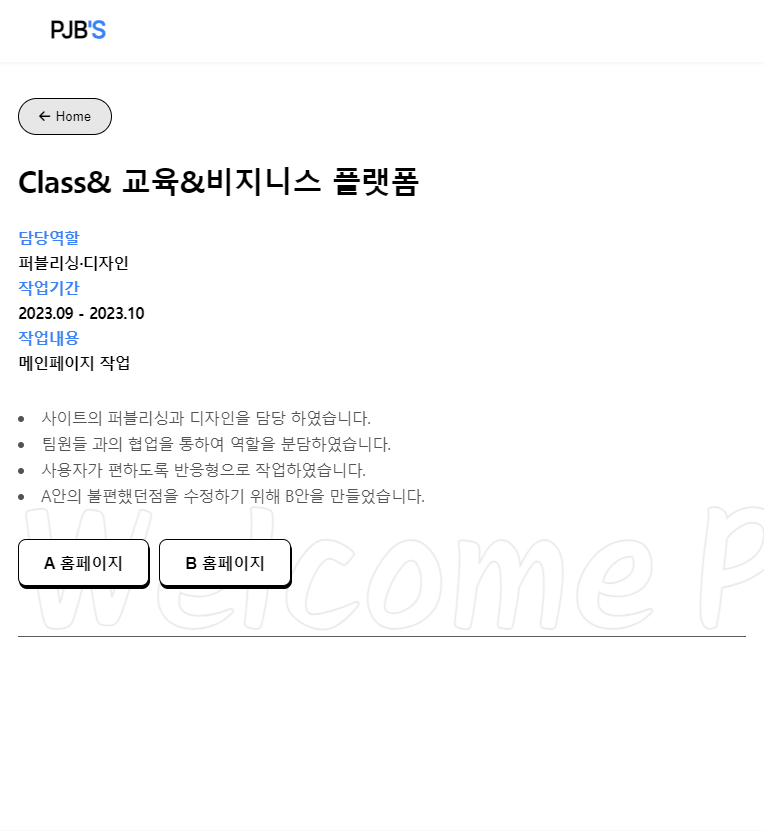 PJB'S
← Home
Class& 교육&비지니스 플랫폼
담당역할
퍼블리싱·디자인
작업기간
2023.09 - 2023.10
작업내용
메인페이지 작업
• 사이트의 퍼블리싱과 디자인을 담당 하였습니다.
• 팀원들 과의 협업을 통하여 역할을 분담하였습니다.
• 사용자가 편하도록 반응형으로 작업하였습니다.
• A안의 불편했던점을 수정하기 위해 B안을 만들었습니다.
Welcome P
A 홈페이지 B 홈페이지